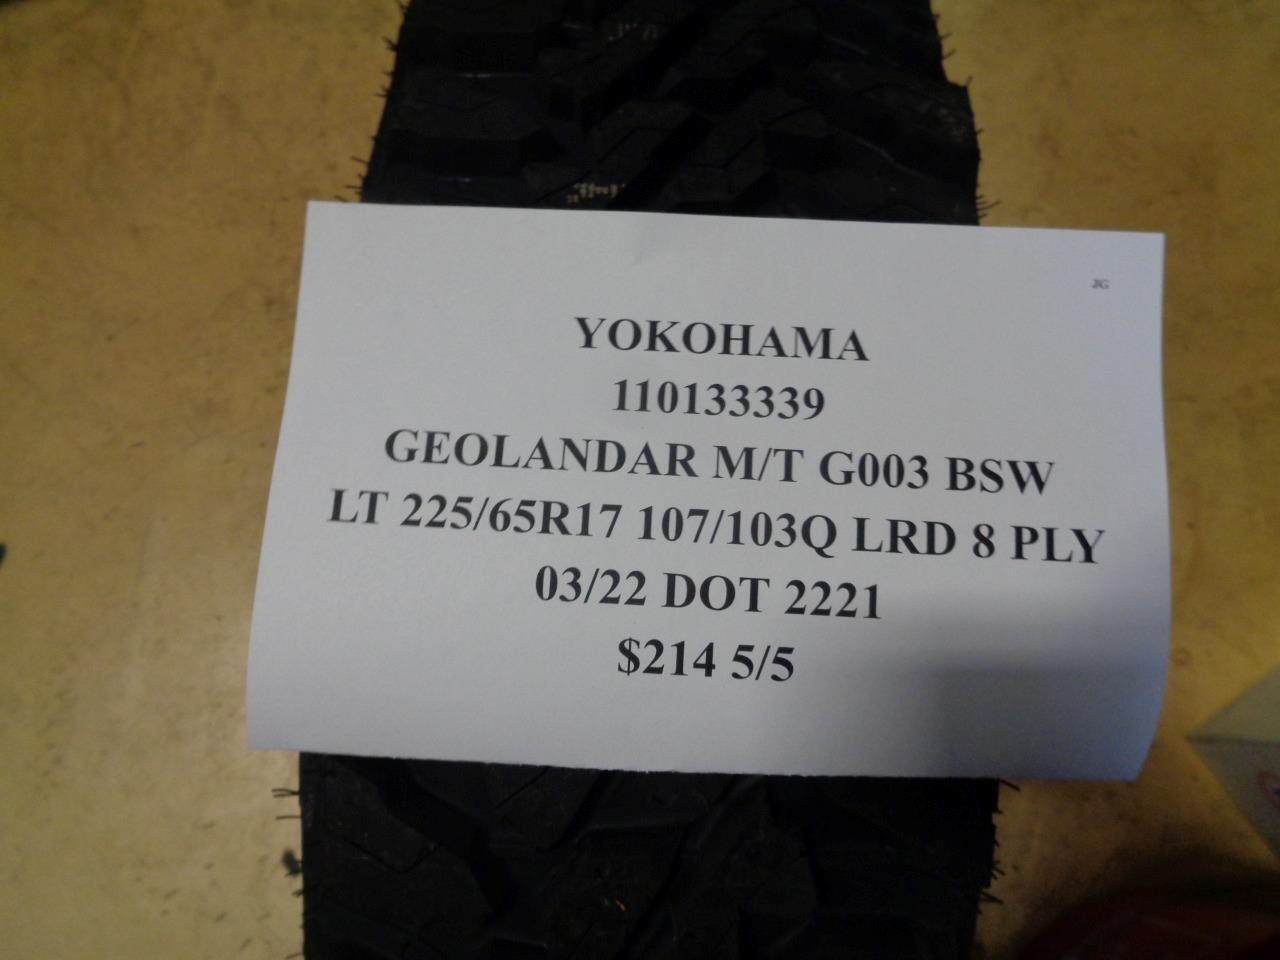 JG
YOKOHAMA
110133339
GEOLANDAR M/T G003 BSW
LT 225/65R17 107/103Q LRD 8 PLY
03/22 DOT 2221
$214 5/5